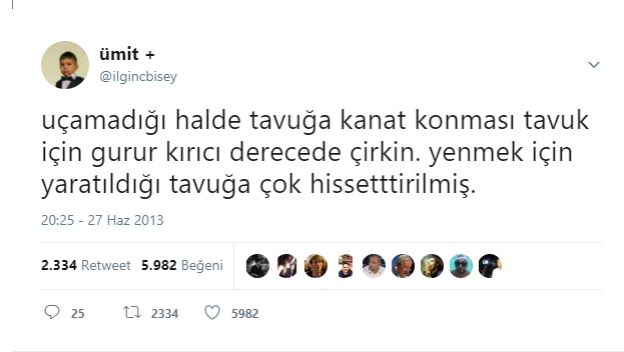 ümit +
@ilgincbisey
uçamadığı halde tavuğa kanat konması tavuk
için gurur kırıcı derecede çirkin. yenmek için
yaratıldığı tavuğa çok hissetttirilmiş.
20:25 - 27 Haz 2013
2.334 Retweet 5.982 Beğeni
25 2334 5982